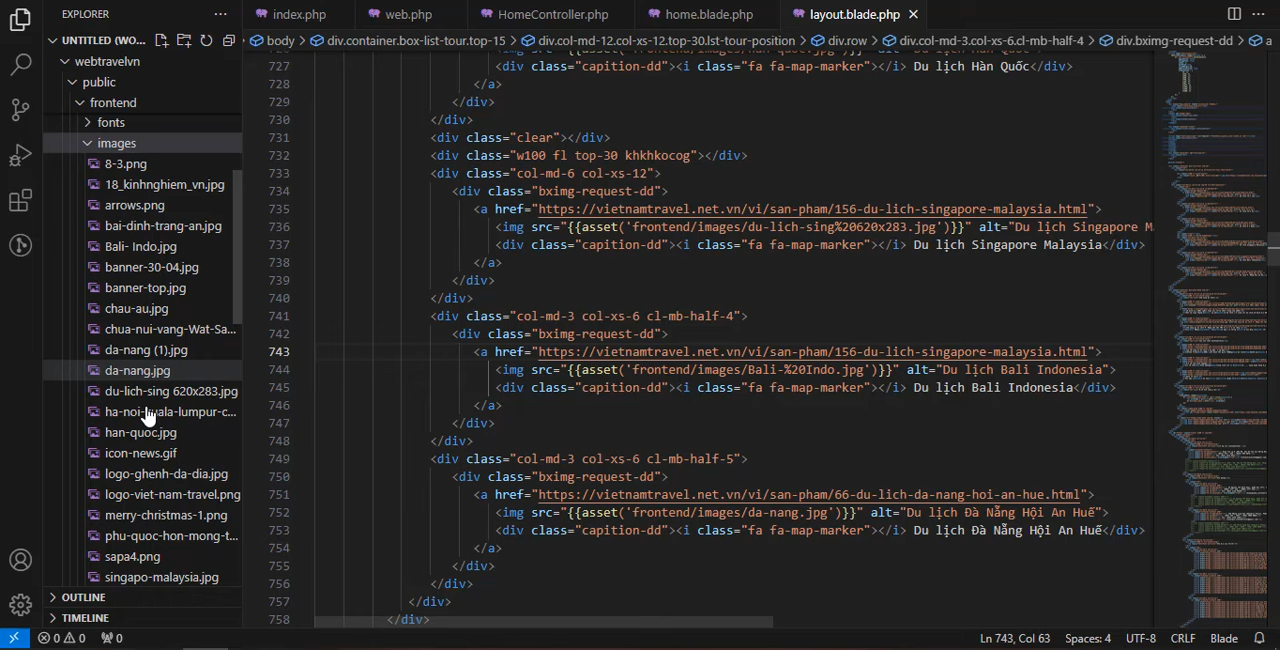 EXPLORER
index.php
web.php
HomeController.php
home.blade.php
layout.blade.php
UNTITLED (WO...
body
div.container.box-list-tour.top-15
div.col-md-12.col-xs-12.top-30.lst-tour-position
div.row
div.col-md-3.col-xs-6.cl-mb-half-4
div.bximg-request-dd
a
webtravelvn
public
frontend
fonts
images
8-3.png
18_kinhnghiem_vn.jpg
arrows.png
bai-dinh-trang-an.jpg
Bali- Indo.jpg
banner-30-04.jpg
banner-top.jpg
chau-au.jpg
chua-nui-vang-Wat-Sa...
da-nang (1).jpg
da-nang.jpg
du-lich-sing 620x283.jpg
ha-noi-kuala-lumpur-c...
han-quoc.jpg
icon-news.gif
logo-ghenh-da-dia.jpg
logo-viet-nam-travel.png
merry-christmas-1.png
phu-quoc-hon-mong-t...
sapa4.png
singapo-malaysia.jpg
OUTLINE
TIMELINE
727 <div class="capition-dd"><i class="fa fa-map-marker"></i> Du lịch Hàn Quốc</div>
728 </a>
729 </div>
730 </div>
731 <div class="clear"></div>
732 <div class="w100 fl top-30 khkhkocog"></div>
733 <div class="col-md-6 col-xs-12">
734 <div class="bximg-request-dd">
735 <a href="https://vietnamtravel.net.vn/vi/san-pham/156-du-lich-singapore-malaysia.html">
736 <img src="{{asset('frontend/images/du-lich-sing%20620x283.jpg')}}" alt="Du lịch Singapore M
737 <div class="capition-dd"><i class="fa fa-map-marker"></i> Du lịch Singapore Malaysia</div>
738 </a>
739 </div>
740 </div>
741 <div class="col-md-3 col-xs-6 cl-mb-half-4">
742 <div class="bximg-request-dd">
743 <a href="https://vietnamtravel.net.vn/vi/san-pham/156-du-lich-singapore-malaysia.html">
744 <img src="{{asset('frontend/images/Bali-%20Indo.jpg')}}" alt="Du lịch Bali Indonesia">
745 <div class="capition-dd"><i class="fa fa-map-marker"></i> Du lịch Bali Indonesia</div>
746 </a>
747 </div>
748 </div>
749 <div class="col-md-3 col-xs-6 cl-mb-half-5">
750 <div class="bximg-request-dd">
751 <a href="https://vietnamtravel.net.vn/vi/san-pham/66-du-lich-da-nang-hoi-an-hue.html">
752 <img src="{{asset('frontend/images/da-nang.jpg')}}" alt="Du lịch Đà Nẵng Hội An Huế">
753 <div class="capition-dd"><i class="fa fa-map-marker"></i> Du lịch Đà Nẵng Hội An Huế</div>
754 </a>
755 </div>
756 </div>
757 </div>
758 </div>
0 0
0
Ln 743, Col 63
Spaces: 4
UTF-8
CRLF
Blade